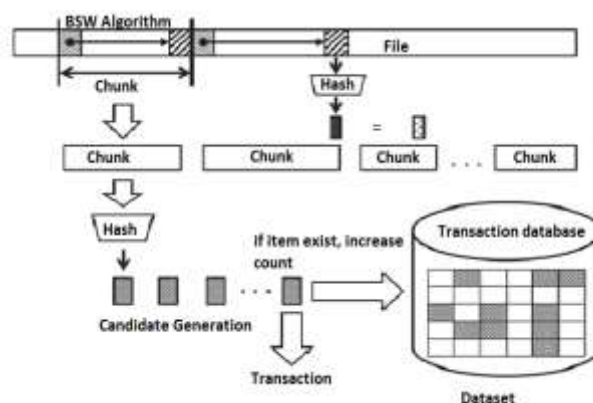 BSW Algorithm
File
Chunk
Hash
=
Chunk Chunk Chunk . . . Chunk
Hash
If item exist, increase
count
Transaction database
. . .
Candidate Generation
Transaction
Dataset